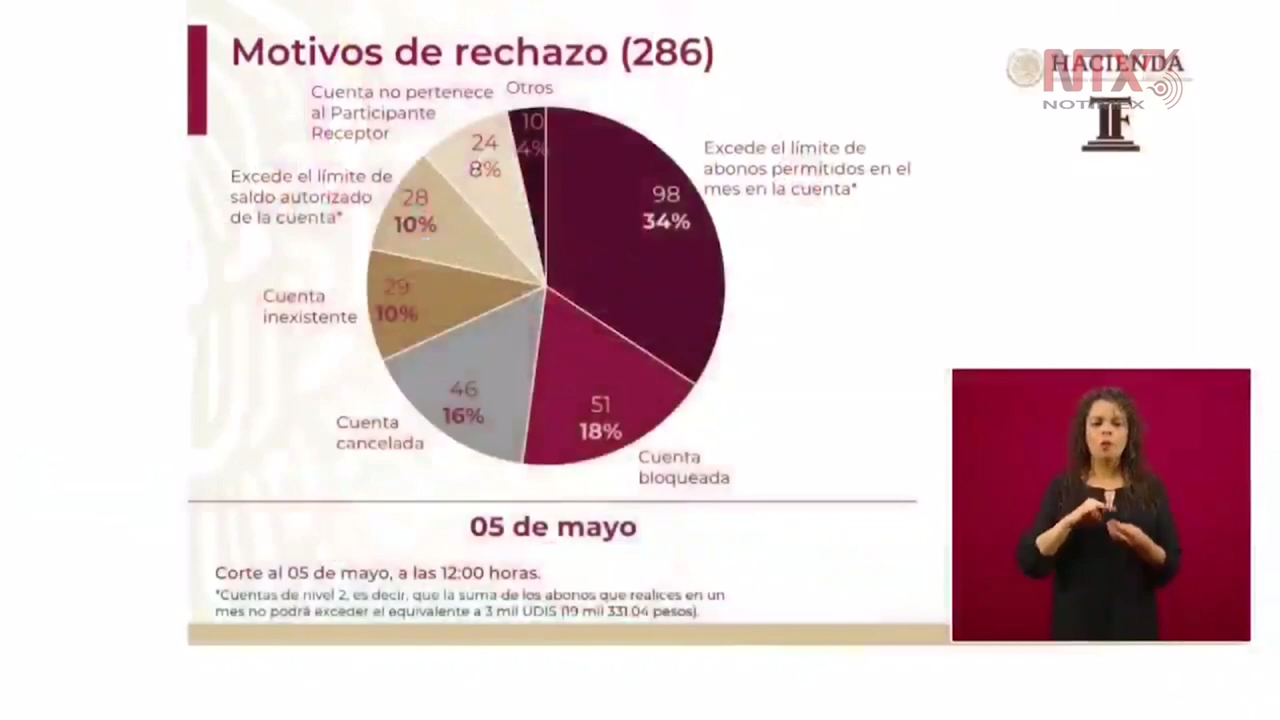 Motivos de rechazo (286)
HACIENDA
NTX
NOTIMEX
Cuenta no pertenece
al Participante
Receptor
Otros
10
4%
24
8%
Excede el límite de
abonos permitidos en el
mes en la cuenta*
98
34%
Excede el límite de
saldo autorizado
de la cuenta*
28
10%
Cuenta
inexistente
29
10%
46
16%
Cuenta
cancelada
51
18%
Cuenta
bloqueada
05 de mayo
Corte al 05 de mayo, a las 12:00 horas.
*Cuentas de nivel 2, es decir, que la suma de los abonos que realices en un
mes no podrá exceder el equivalente a 3 mil UDIS (19 mil 331.04 pesos).